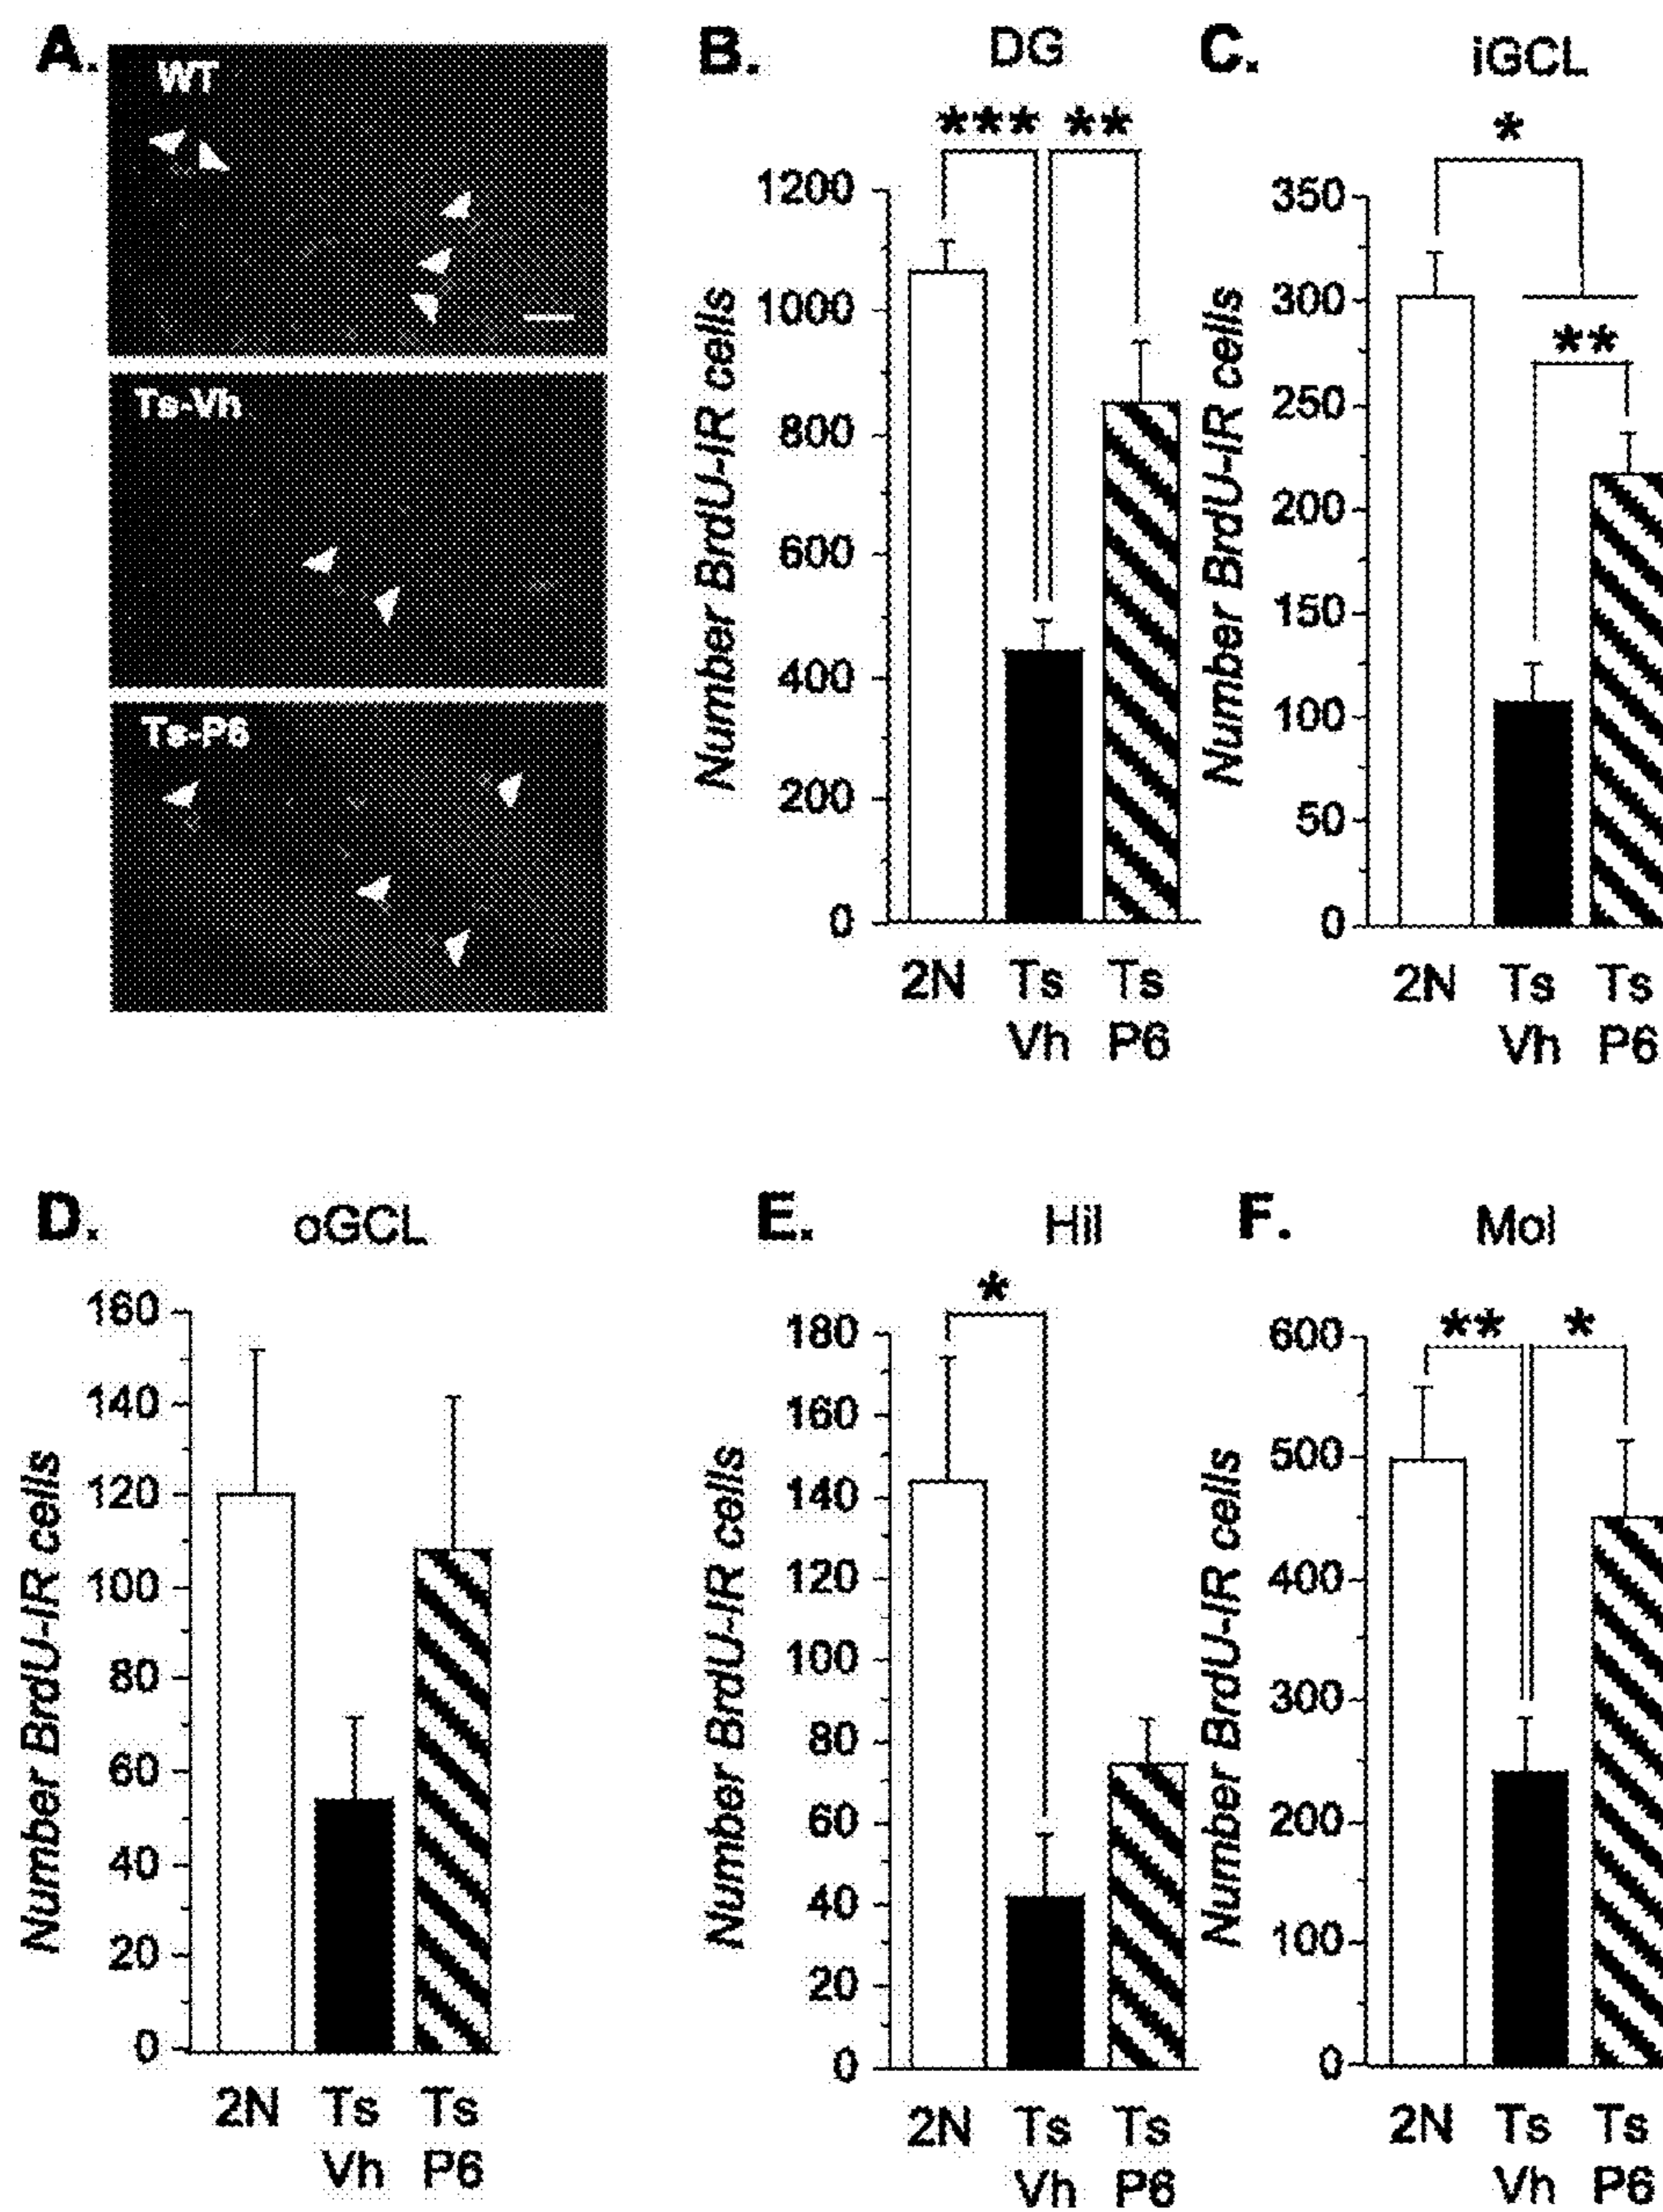 A.
WT
Ts-Vh
Ts-P6
B.
DG
*** **
Number BrdU-IR cells
1200
1000
800
600
400
200
0
2N Ts Ts
Vh P6
C.
iGCL
*
**
Number BrdU-IR cells
350
300
250
200
150
100
50
0
2N Ts Ts
Vh P6
D.
oGCL
Number BrdU-IR cells
160
140
120
100
80
60
40
20
0
2N Ts Ts
Vh P6
E.
Hil
*
Number BrdU-IR cells
180
160
140
120
100
80
60
40
20
0
2N Ts Ts
Vh P6
F.
Mol
** *
Number BrdU-IR cells
600
500
400
300
200
100
0
2N Ts Ts
Vh P6